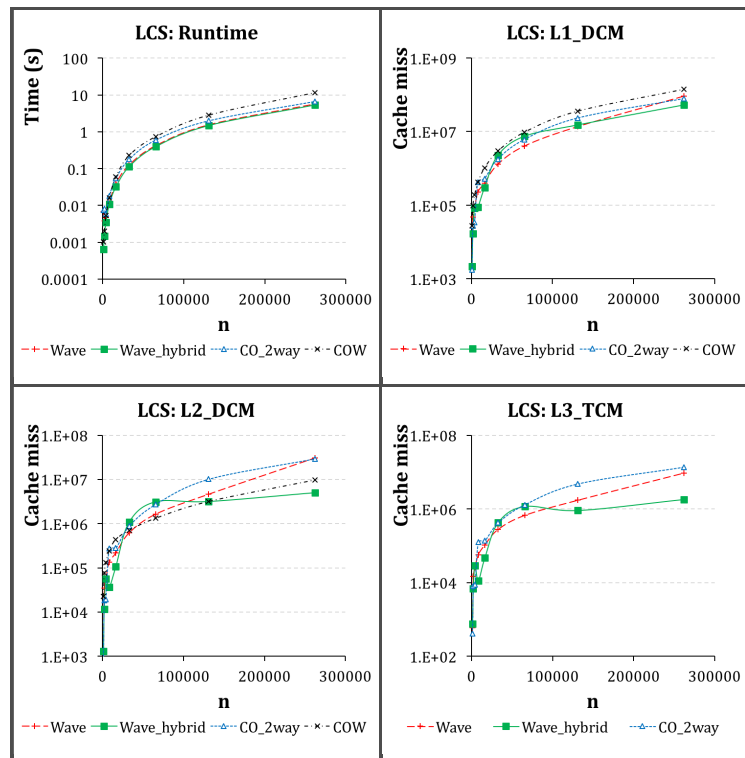 LCS: Runtime
Time (s)
100
10
1
0.1
0.01
0.001
0.0001
0 100000 200000 300000
n
Wave Wave_hybrid CO_2way COW
LCS: L1_DCM
Cache miss
1.E+09
1.E+07
1.E+05
1.E+03
0 100000 200000 300000
n
Wave Wave_hybrid CO_2way COW
LCS: L2_DCM
Cache miss
1.E+08
1.E+07
1.E+06
1.E+05
1.E+04
1.E+03
0 100000 200000 300000
n
Wave Wave_hybrid CO_2way COW
LCS: L3_TCM
Cache miss
1.E+08
1.E+06
1.E+04
1.E+02
0 100000 200000 300000
n
Wave Wave_hybrid CO_2way